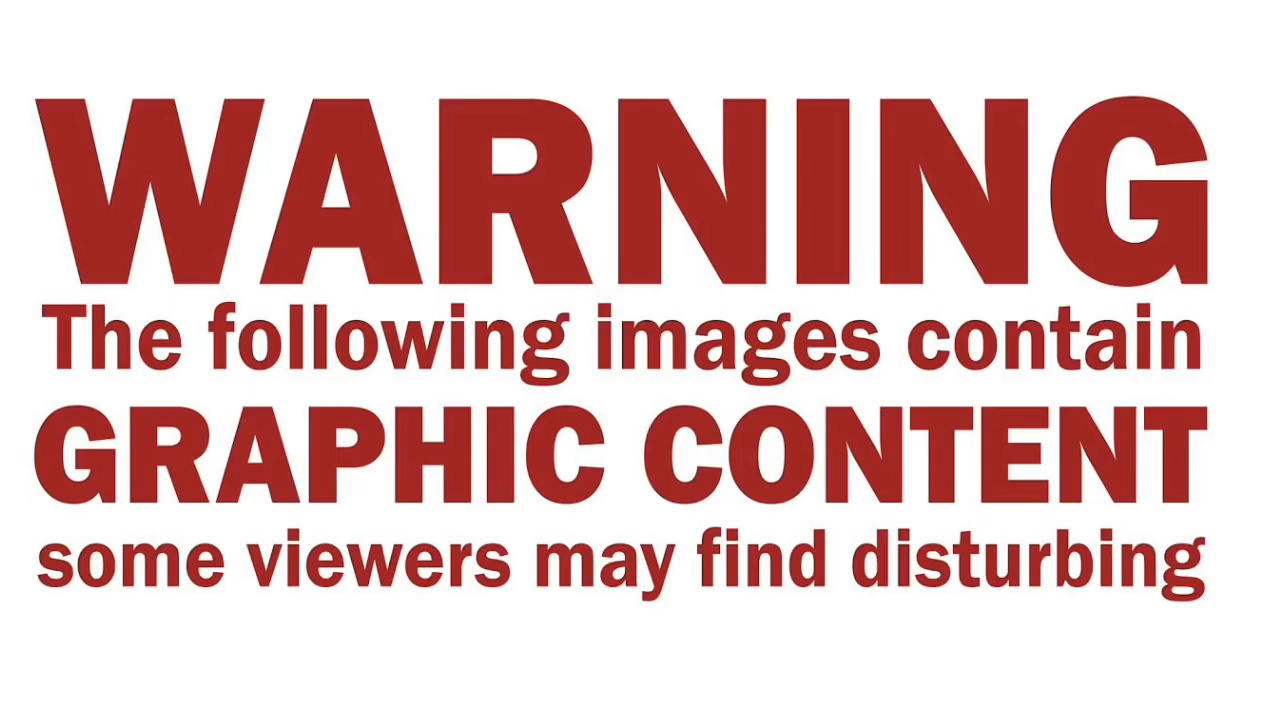 WARNING
The following images contain
GRAPHIC CONTENT
some viewers may find disturbing